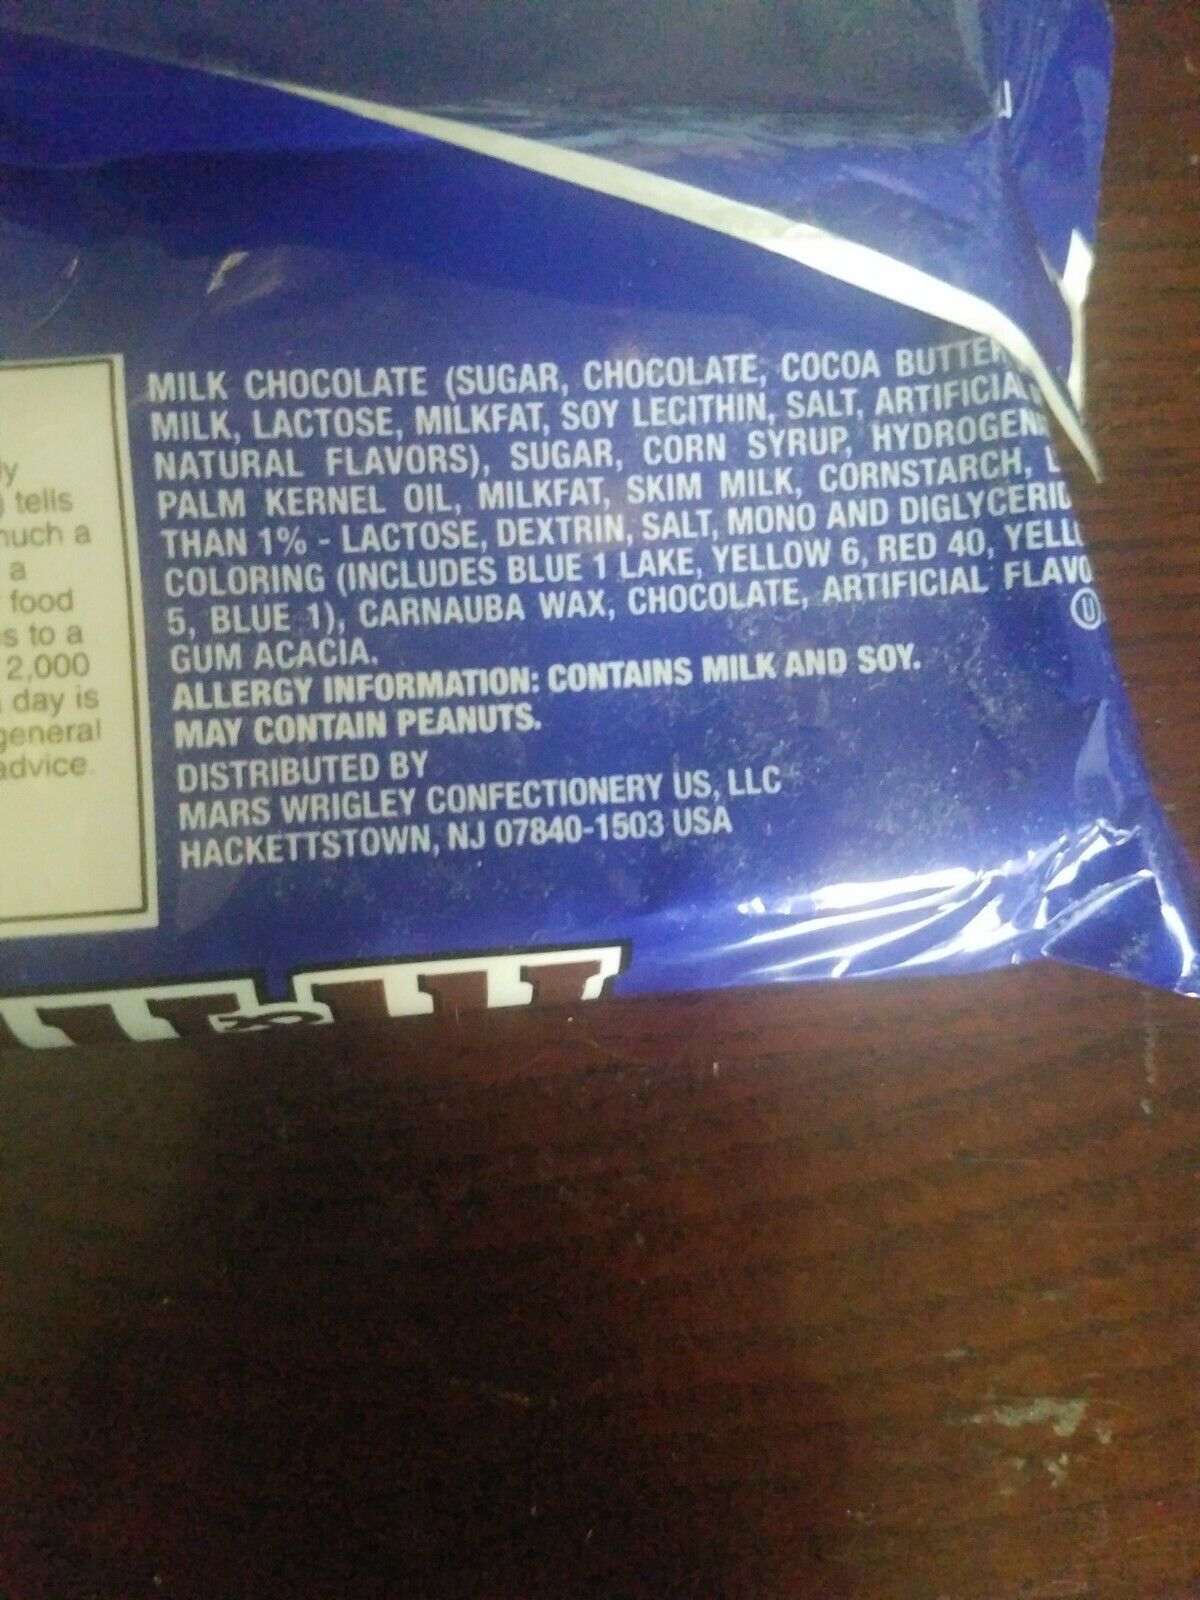 ly
) tells
much a
a
food
s to a
2,000
day is
general
advice.
MILK CHOCOLATE (SUGAR, CHOCOLATE, COCOA BUTTER
MILK, LACTOSE, MILKFAT, SOY LECITHIN, SALT, ARTIFICIAL
NATURAL FLAVORS), SUGAR, CORN SYRUP, HYDROGEN
PALM KERNEL OIL, MILKFAT, SKIM MILK, CORNSTARCH, L
THAN 1% - LACTOSE, DEXTRIN, SALT, MONO AND DIGLYCERID
COLORING (INCLUDES BLUE 1 LAKE, YELLOW 6, RED 40, YELL
5, BLUE 1), CARNAUBA WAX, CHOCOLATE, ARTIFICIAL FLAVO
GUM ACACIA.
U
ALLERGY INFORMATION: CONTAINS MILK AND SOY.
MAY CONTAIN PEANUTS.
DISTRIBUTED BY
MARS WRIGLEY CONFECTIONERY US, LLC
HACKETTSTOWN, NJ 07840-1503 USA